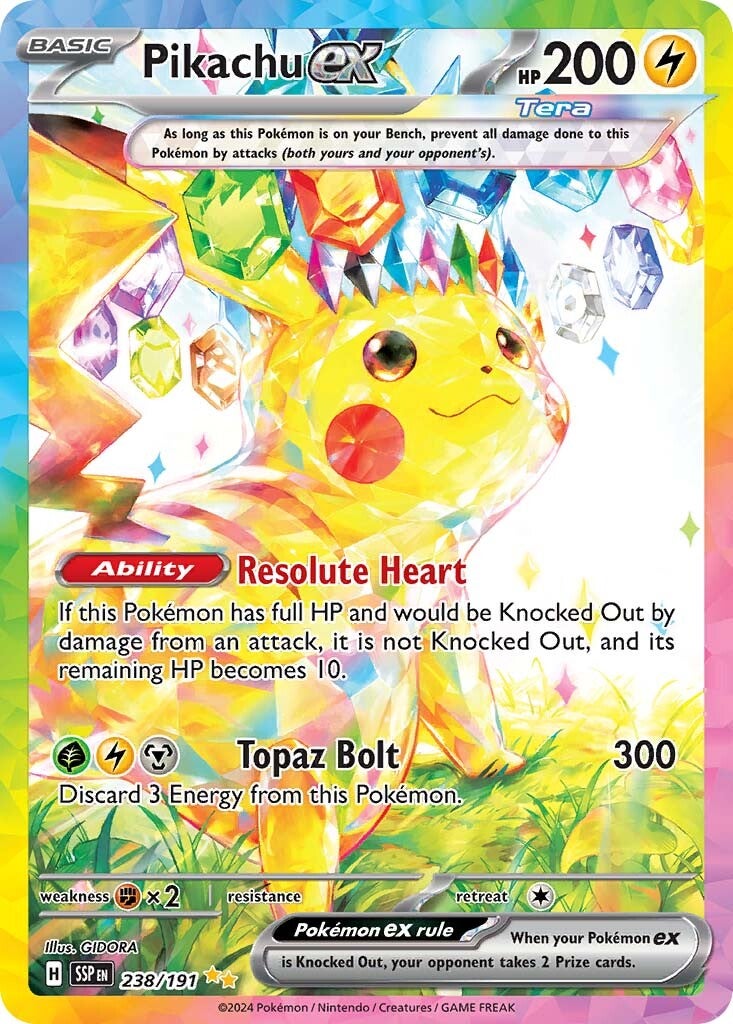 BASIC Pikachu ex HP 200
Tera
As long as this Pokémon is on your Bench, prevent all damage done to this
Pokémon by attacks (both yours and your opponent's).
Ability Resolute Heart
If this Pokémon has full HP and would be Knocked Out by
damage from an attack, it is not Knocked Out, and its
remaining HP becomes 10.
Topaz Bolt 300
Discard 3 Energy from this Pokémon.
weakness ×2 resistance retreat
Illus. GIDORA
Pokémon ex rule When your Pokémon ex
is Knocked Out, your opponent takes 2 Prize cards.
H SSP EN 238/191
©2024 Pokémon / Nintendo / Creatures / GAME FREAK